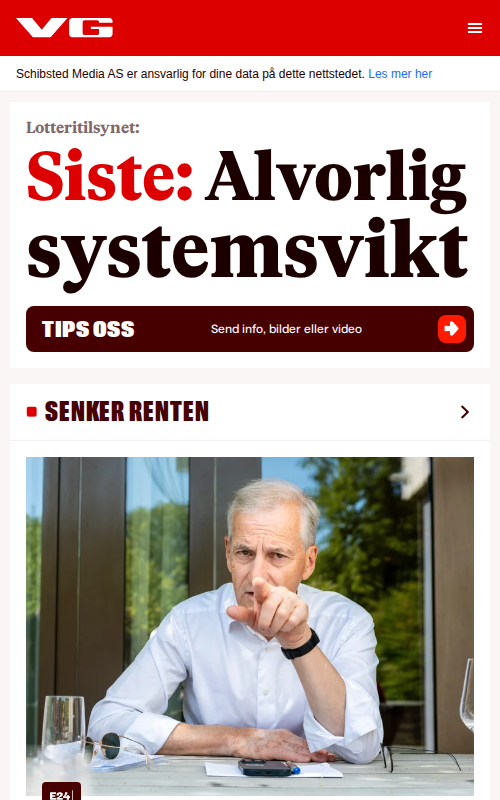 VG
Schibsted Media AS er ansvarlig for dine data på dette nettstedet. Les mer her
Lotteritilsynet:
Siste: Alvorlig
systemsvikt
TIPS OSS
Send info, bilder eller video
SENKER RENTEN
E24